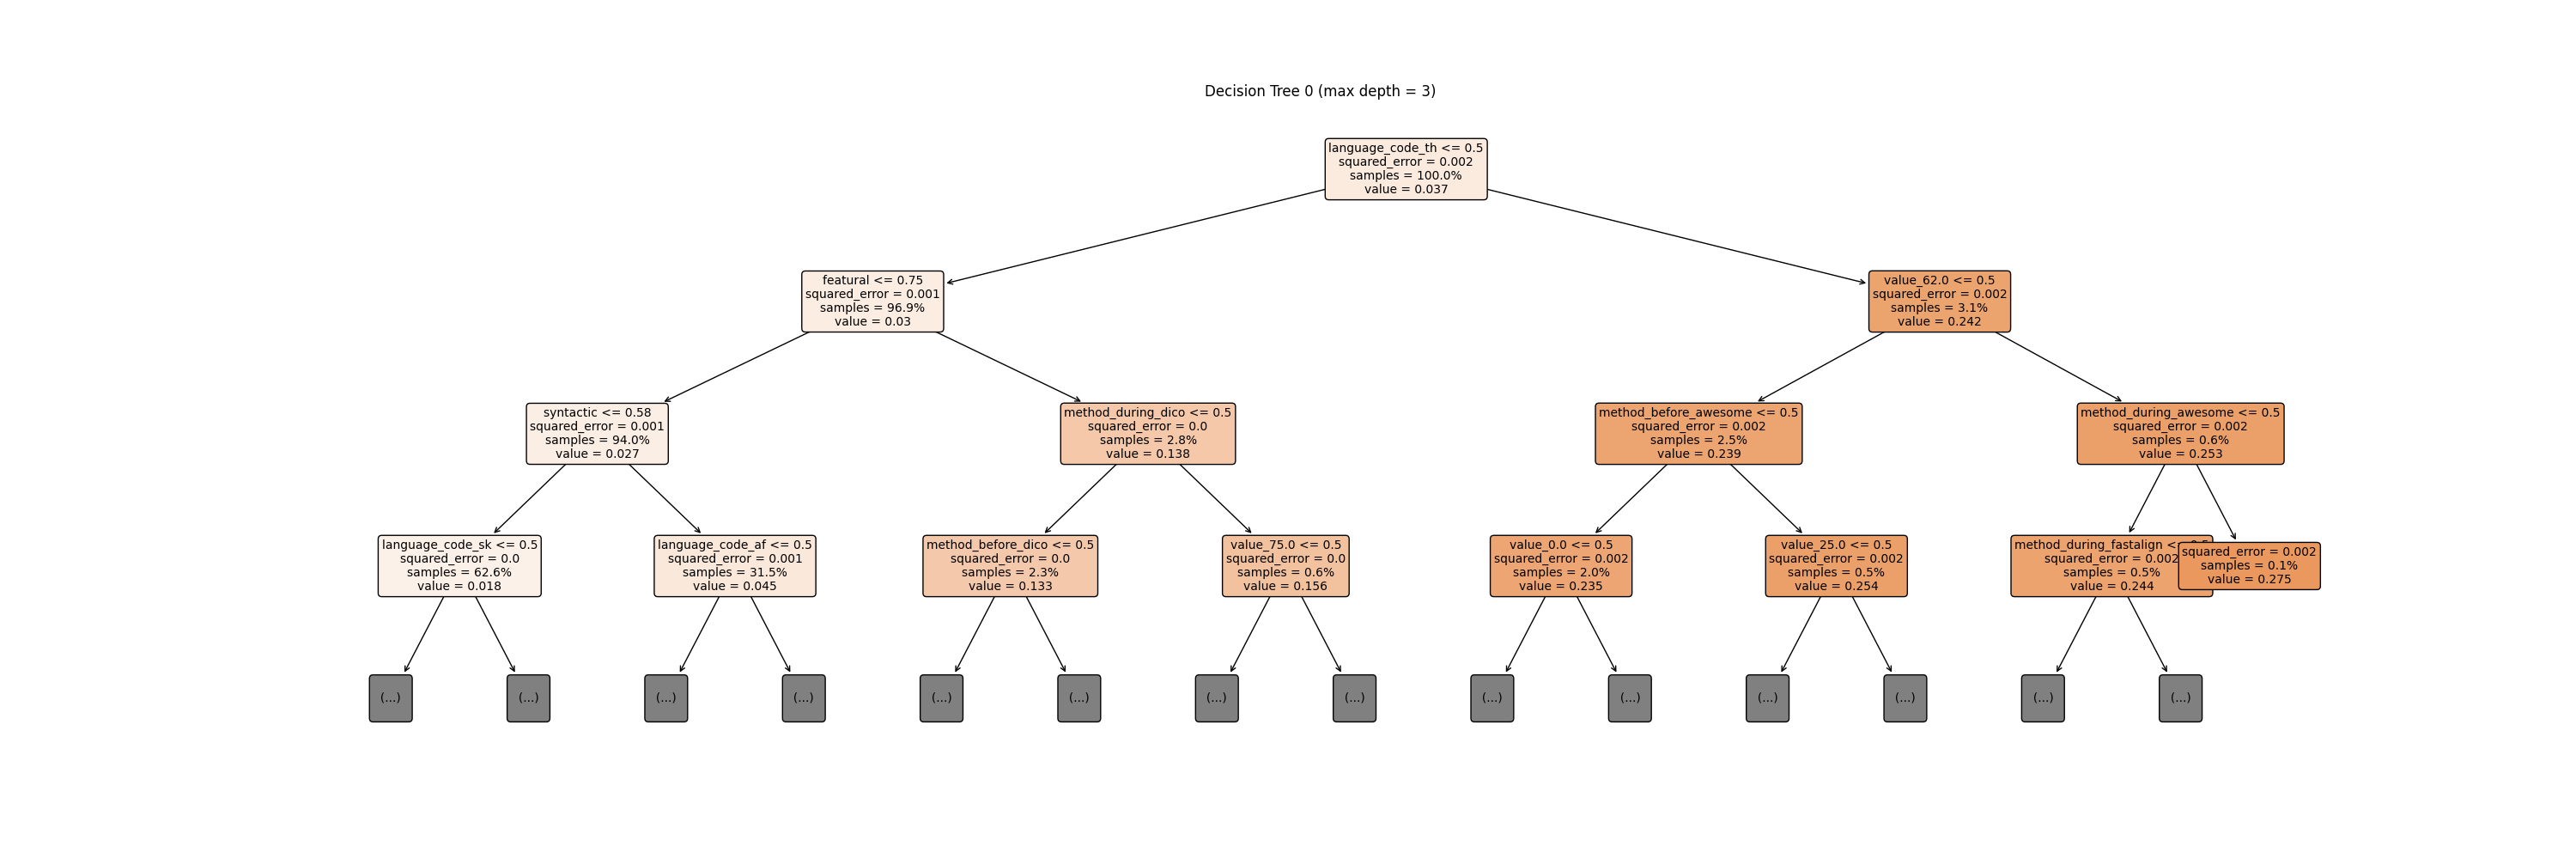 Decision Tree 0 (max depth = 3)
language_code_th <= 0.5
squared_error = 0.002
samples = 100.0%
value = 0.037
featural <= 0.75
squared_error = 0.001
samples = 96.9%
value = 0.03
value_62.0 <= 0.5
squared_error = 0.002
samples = 3.1%
value = 0.242
syntactic <= 0.58
squared_error = 0.001
samples = 94.0%
value = 0.027
method_during_dico <= 0.5
squared_error = 0.0
samples = 2.8%
value = 0.138
method_before_awesome <= 0.5
squared_error = 0.002
samples = 2.5%
value = 0.239
method_during_awesome <= 0.5
squared_error = 0.002
samples = 0.6%
value = 0.253
language_code_sk <= 0.5
squared_error = 0.0
samples = 62.6%
value = 0.018
language_code_af <= 0.5
squared_error = 0.001
samples = 31.5%
value = 0.045
method_before_dico <= 0.5
squared_error = 0.0
samples = 2.3%
value = 0.133
value_75.0 <= 0.5
squared_error = 0.0
samples = 0.6%
value = 0.156
value_0.0 <= 0.5
squared_error = 0.002
samples = 2.0%
value = 0.235
value_25.0 <= 0.5
squared_error = 0.002
samples = 0.5%
value = 0.254
method_during_fastalign
squared_error = 0.002
samples = 0.5%
value = 0.244
squared_error = 0.002
samples = 0.1%
value = 0.275
(...)
(...)
(...)
(...)
(...)
(...)
(...)
(...)
(...)
(...)
(...)
(...)
(...)
(...)